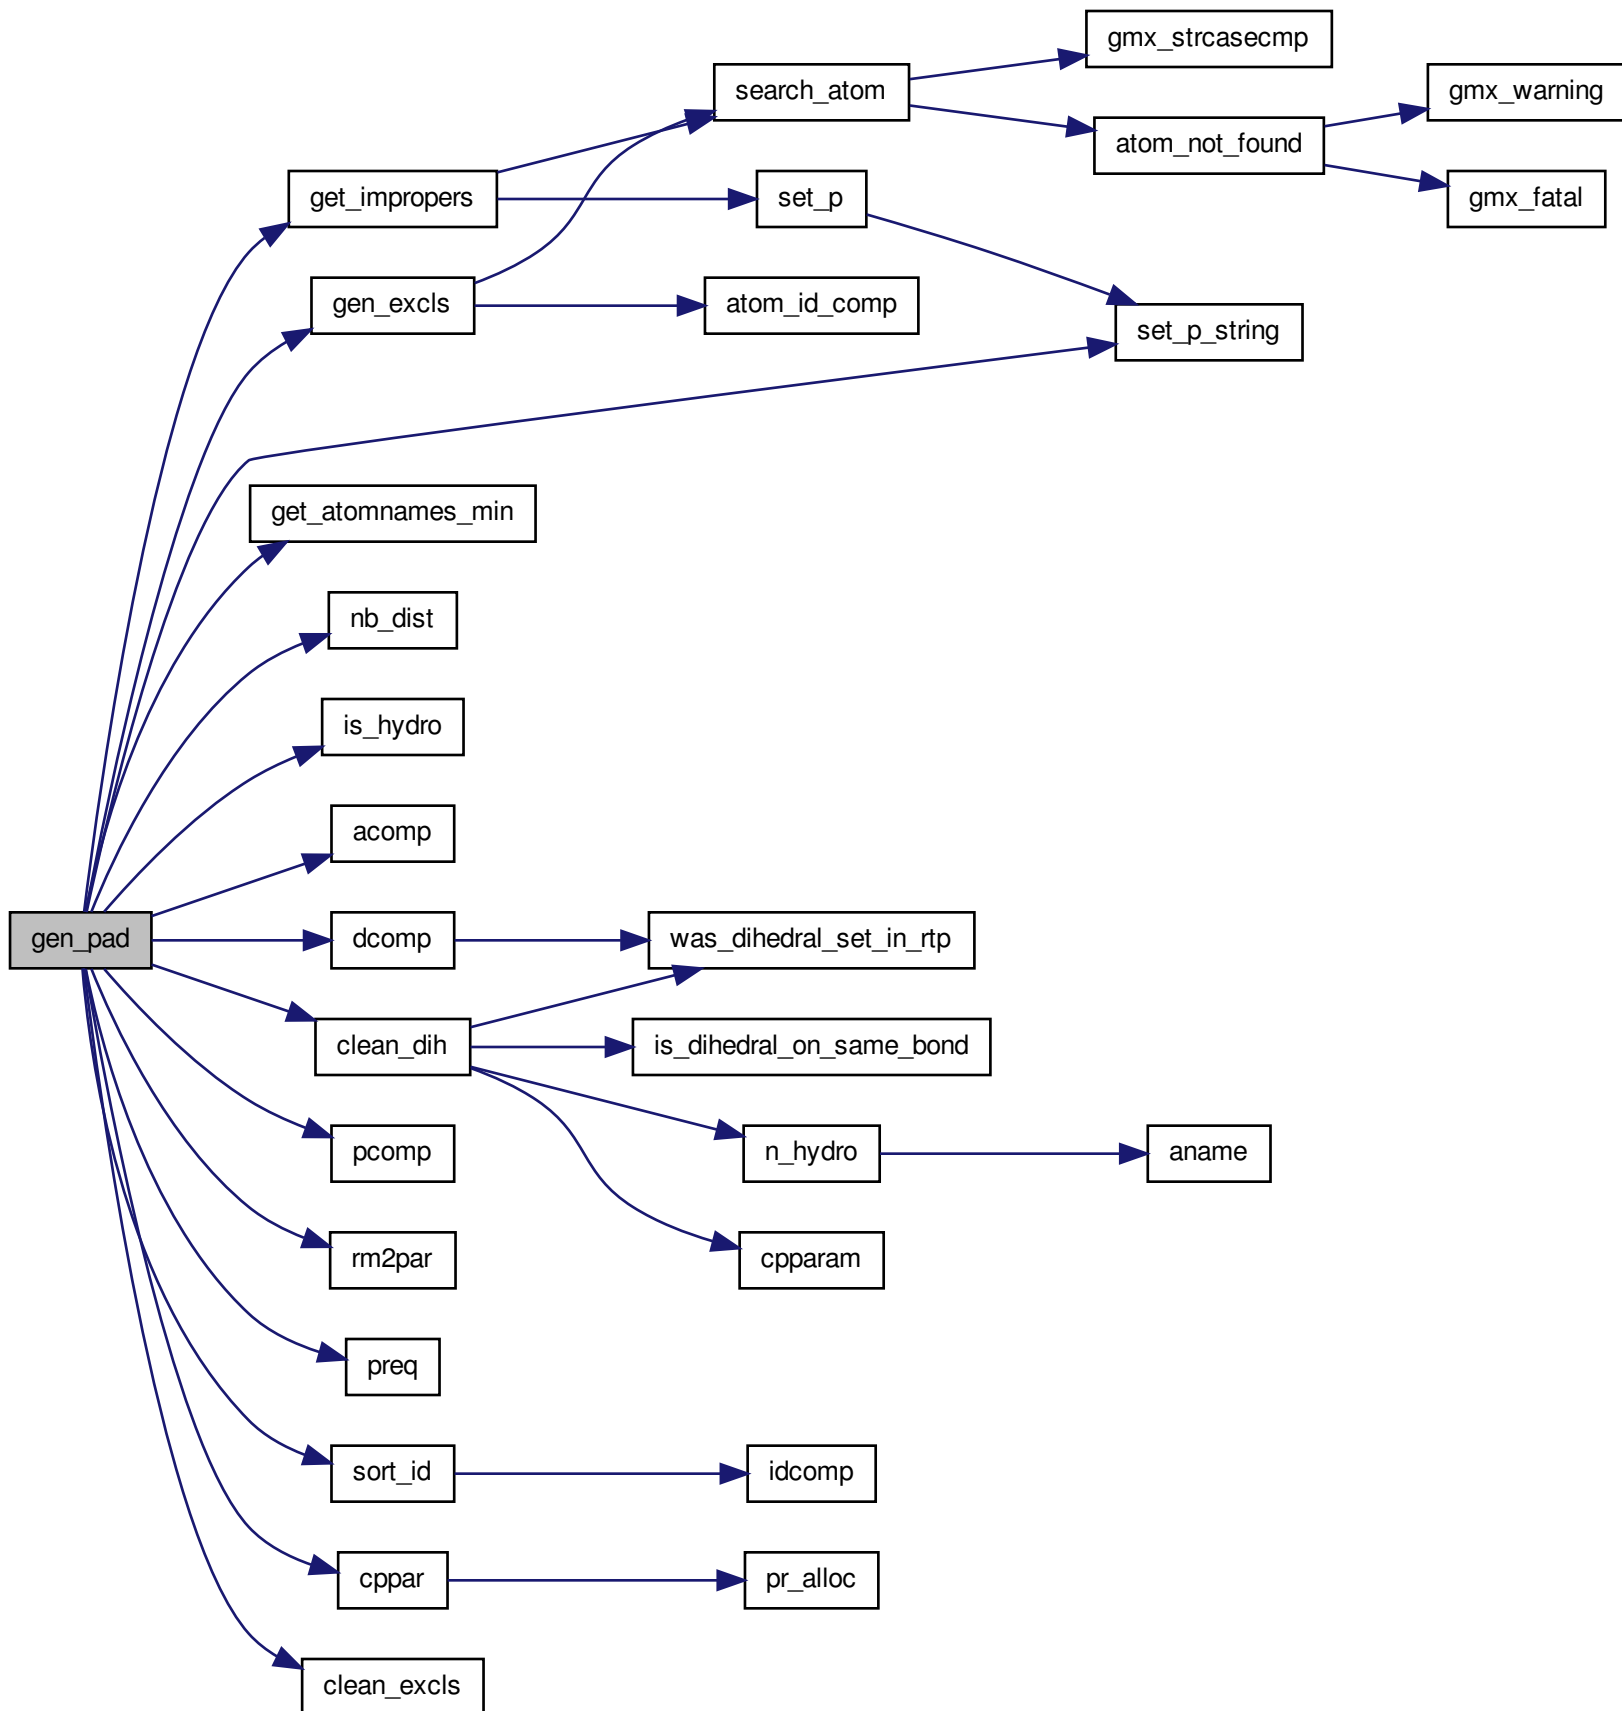 gmx_strcasecmp
search_atom
gmx_warning
atom_not_found
get_impropers
set_p
gmx_fatal
gen_excls
atom_id_comp
set_p_string
get_atomnames_min
nb_dist
is_hydro
acomp
gen_pad
dcomp
was_dihedral_set_in_rtp
clean_dih
is_dihedral_on_same_bond
pcomp
n_hydro
aname
rm2par
cpparam
preq
sort_id
idcomp
cppar
pr_alloc
clean_excls